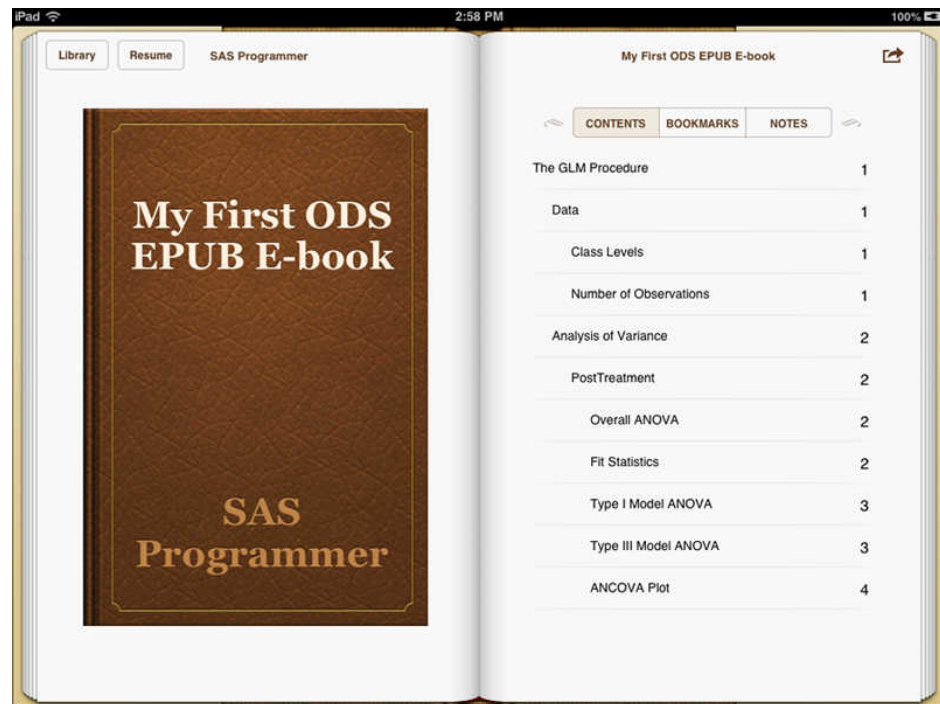 iPad 2:58 PM 100%
Library Resume SAS Programmer
My First ODS
EPUB E-book
SAS
Programmer
My First ODS EPUB E-book
CONTENTS BOOKMARKS NOTES
The GLM Procedure 1
Data 1
Class Levels 1
Number of Observations 1
Analysis of Variance 2
PostTreatment 2
Overall ANOVA 2
Fit Statistics 2
Type I Model ANOVA 3
Type III Model ANOVA 3
ANCOVA Plot 4